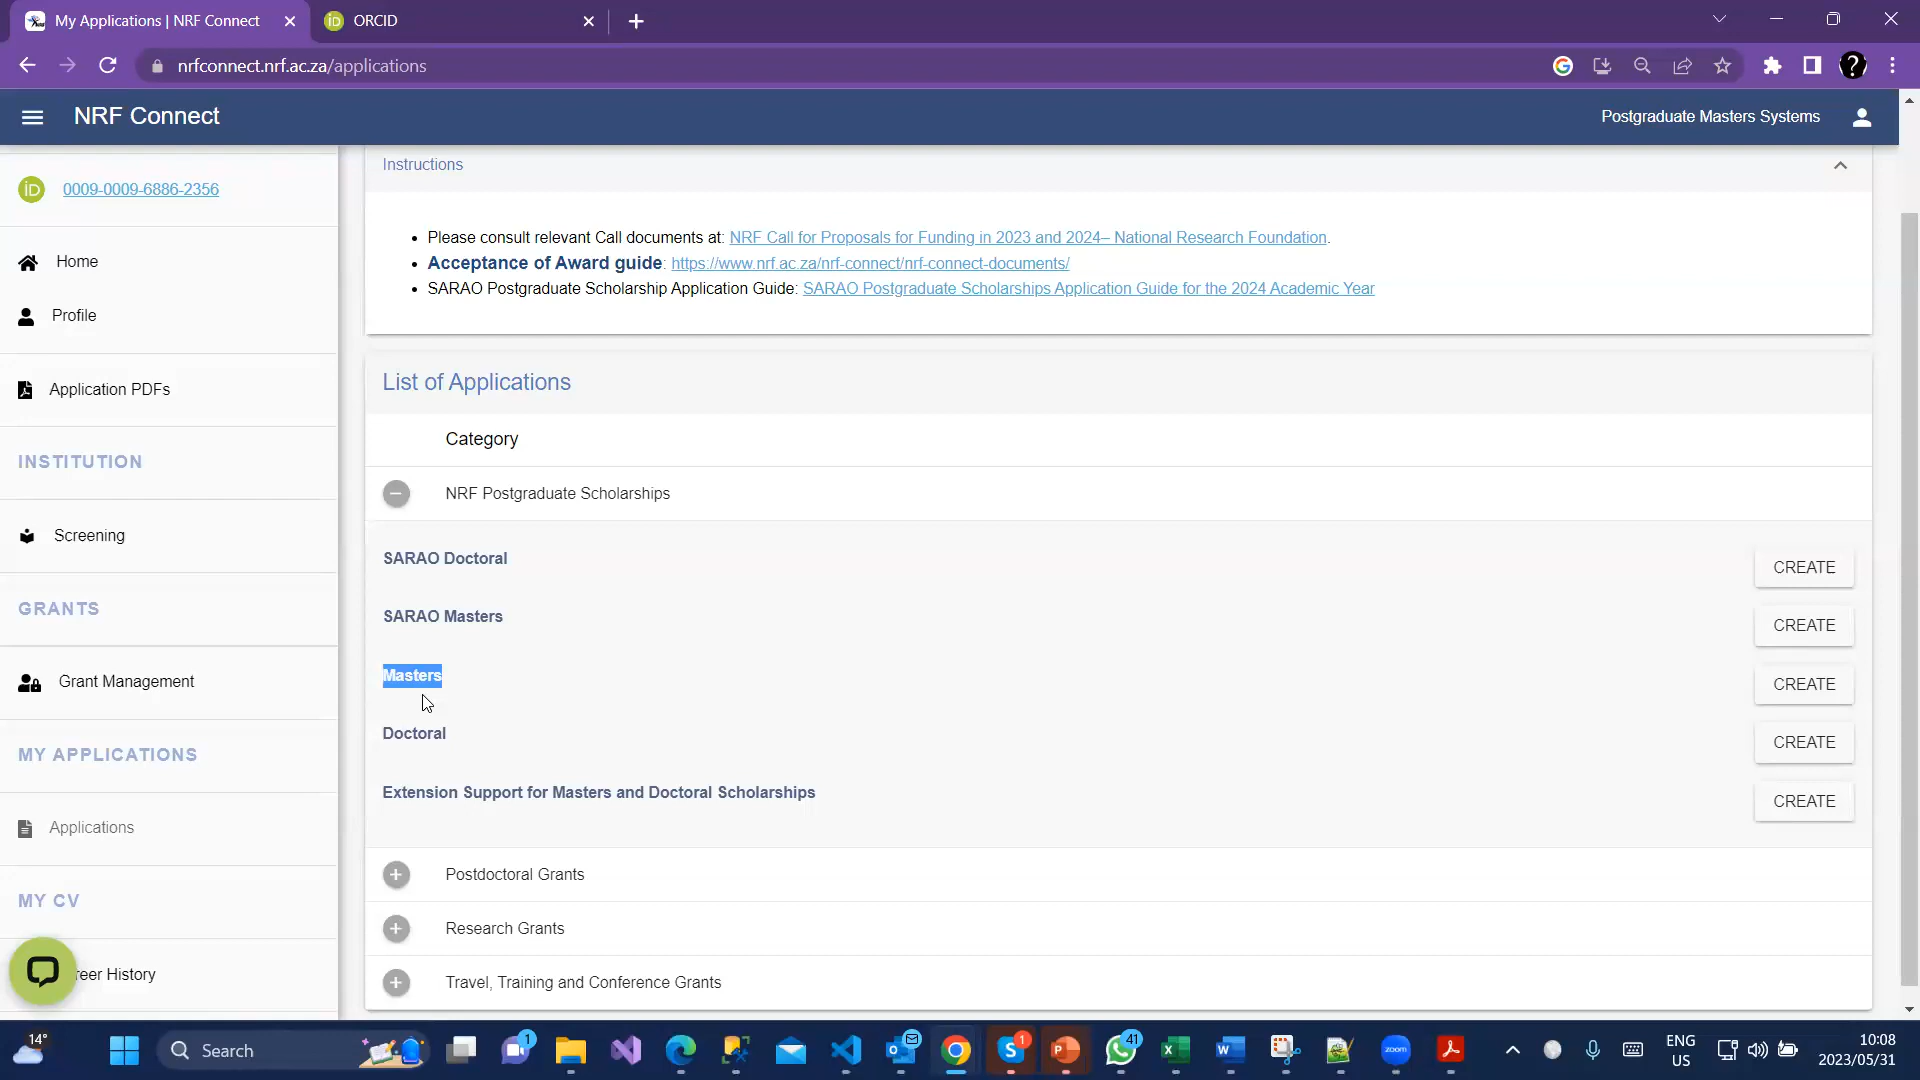 My Applications | NRF Connect
ORCID
nrfconnect.nrf.ac.za/applications
NRF Connect
Postgraduate Masters Systems
iD 0009-0009-6886-2356
Home
Profile
Application PDFs
INSTITUTION
Screening
GRANTS
Grant Management
MY APPLICATIONS
Applications
MY CV
reer History
Instructions
• Please consult relevant Call documents at: NRF Call for Proposals for Funding in 2023 and 2024– National Research Foundation.
• Acceptance of Award guide: https://www.nrf.ac.za/nrf-connect/nrf-connect-documents/
• SARAO Postgraduate Scholarship Application Guide: SARAO Postgraduate Scholarships Application Guide for the 2024 Academic Year
List of Applications
Category
NRF Postgraduate Scholarships
SARAO Doctoral CREATE
SARAO Masters CREATE
Masters CREATE
Doctoral CREATE
Extension Support for Masters and Doctoral Scholarships CREATE
Postdoctoral Grants
Research Grants
Travel, Training and Conference Grants
14°
Search
1
1
41
zoom
ENG
US
10:08
2023/05/31